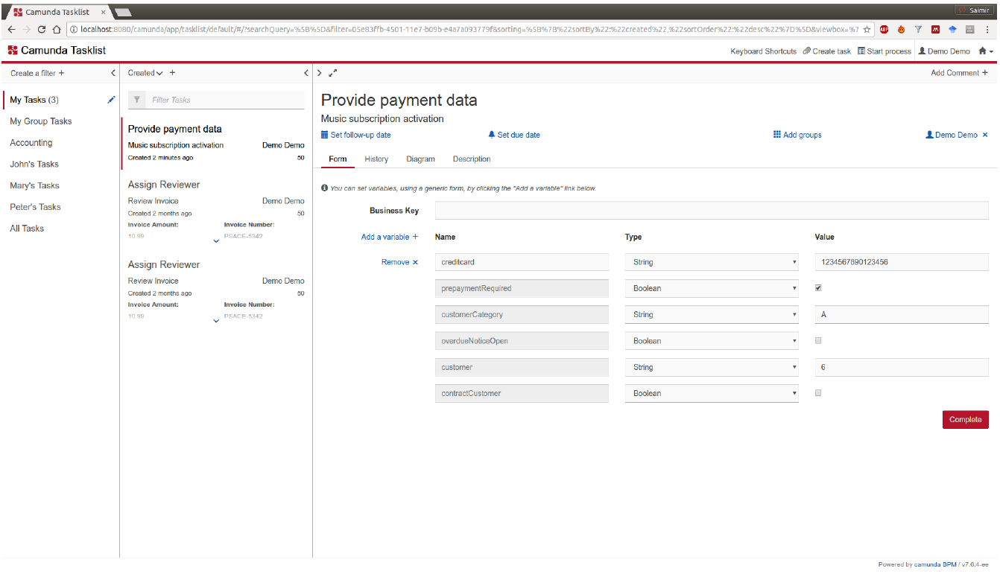 Camunda Tasklist ×
Saimir
localhost:8080/camunda/app/tasklist/default/#/?searchQuery=%5B%5D&filter=05e83ffb-4501-11e7-b09b-e4a7a093779f&sorting=%5B%7B%22sortBy%22:%22created%22,%22sortOrder%22:%22desc%22%7D%5D&viewbox=%7
ABP
Camunda Tasklist
Keyboard Shortcuts Create task Start process Demo Demo
Create a filter +
Created +
Add Comment +
My Tasks (3)
My Group Tasks
Accounting
John's Tasks
Mary's Tasks
Peter's Tasks
All Tasks
Filter Tasks
Provide payment data
Music subscription activation Demo Demo
Created 2 minutes ago 50
Assign Reviewer
Review Invoice Demo Demo
Created 2 months ago 50
Invoice Amount: Invoice Number:
10.99 PSACE-5342
Assign Reviewer
Review Invoice Demo Demo
Created 2 months ago 50
Invoice Amount: Invoice Number:
10.99 PSACE-5342
Provide payment data
Music subscription activation
Set follow-up date Set due date Add groups Demo Demo ×
Form History Diagram Description
You can set variables, using a generic form, by clicking the "Add a variable" link below.
Business Key
Add a variable + Name Type Value
Remove × creditcard String 1234567890123456
prepaymentRequired Boolean
customerCategory String A
overdueNoticeOpen Boolean
customer String 6
contractCustomer Boolean
Complete
Powered by camunda BPM / v7.6.4-ee